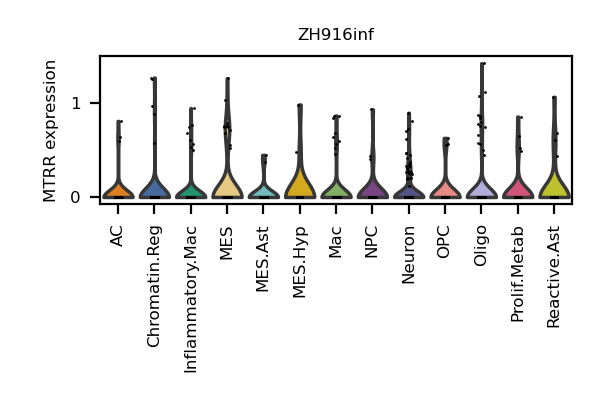 ZH916inf
MTRR expression
1
0
AC
Chromatin.Reg
Inflammatory.Mac
MES
MES.Ast
MES.Hyp
Mac
NPC
Neuron
OPC
Oligo
Prolif.Metab
Reactive.Ast